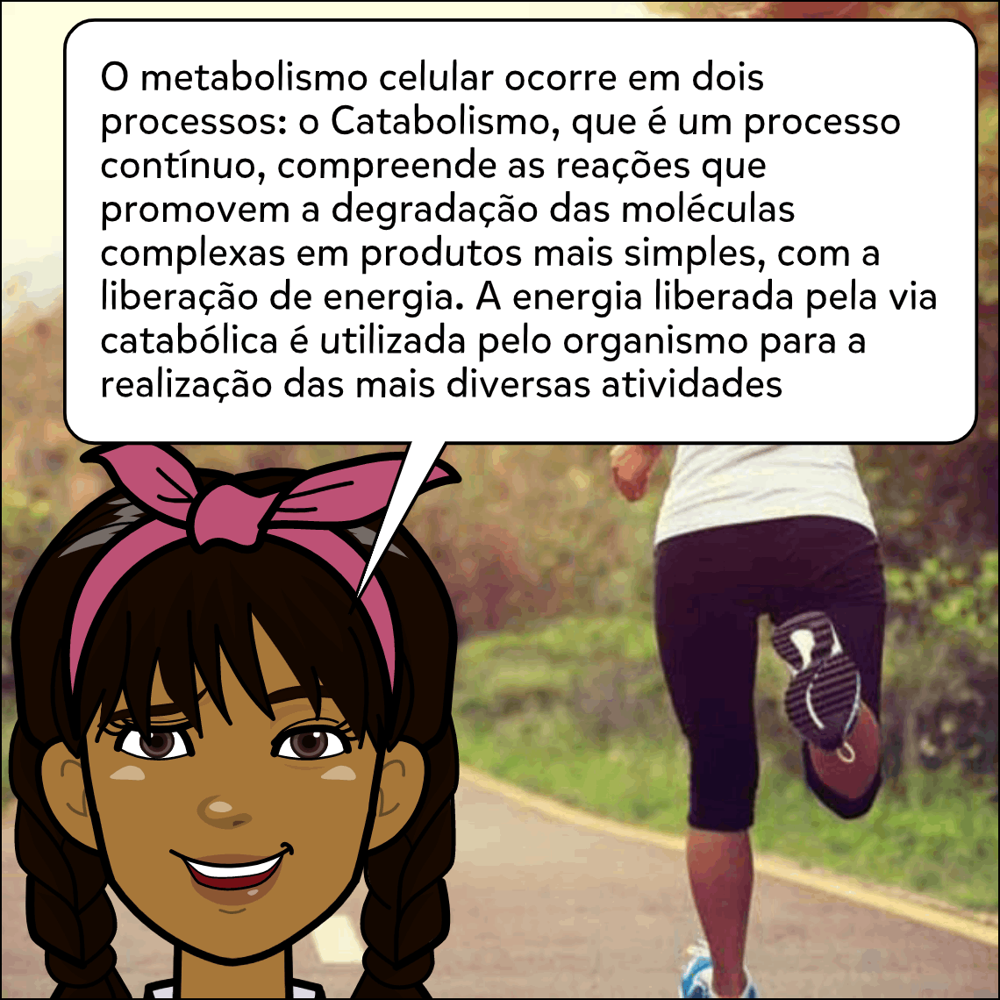 O metabolismo celular ocorre em dois
processos: o Catabolismo, que é um processo
contínuo, compreende as reações que
promovem a degradação das moléculas
complexas em produtos mais simples, com a
liberação de energia. A energia liberada pela via
catabólica é utilizada pelo organismo para a
realização das mais diversas atividades